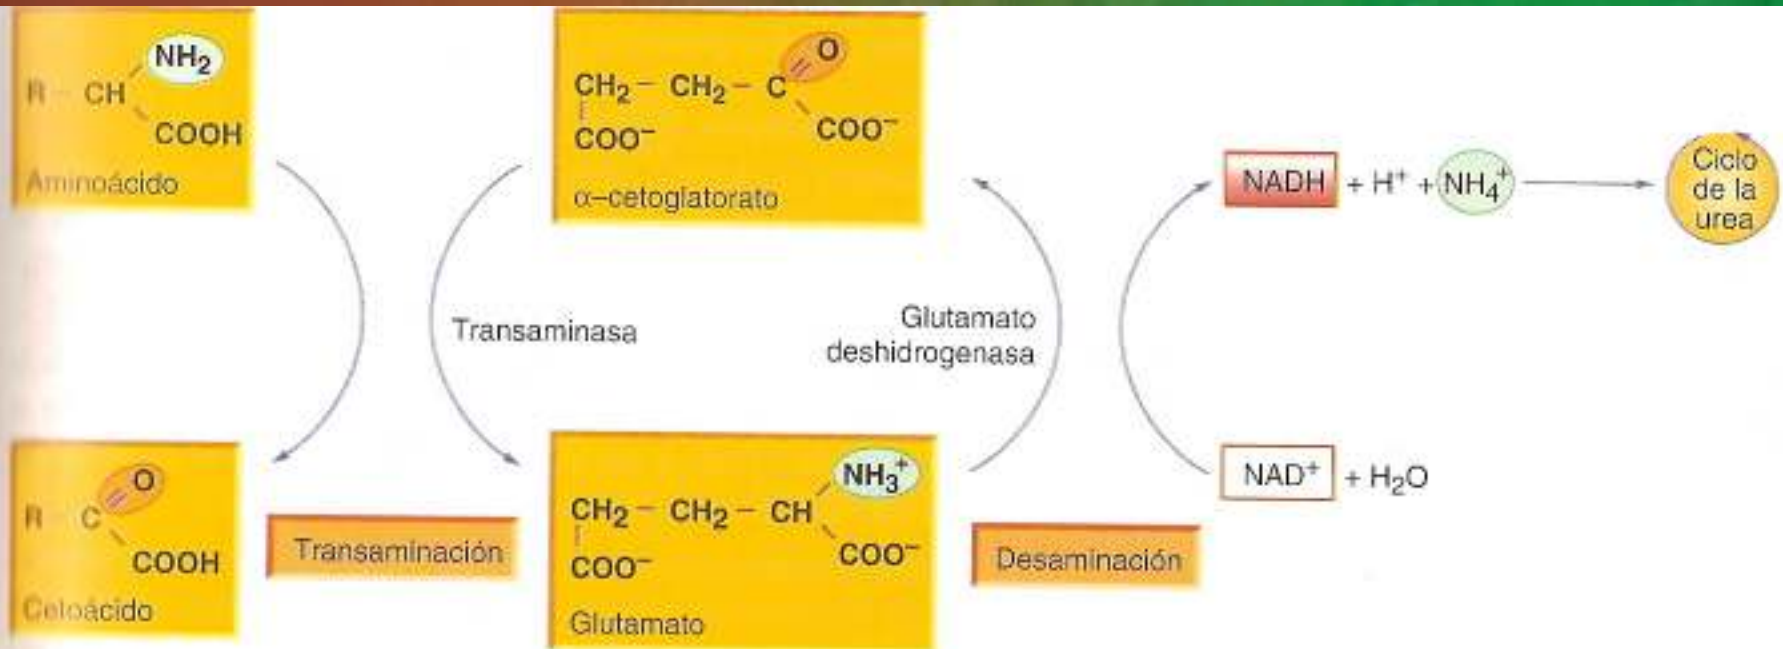 NH₂
R – CH
COOH
Aminoácido
O
CH₂ – CH₂ – C
COO⁻
COO⁻
α–cetoglatorato
Transaminasa
Glutamato
deshidrogenasa
NADH + H⁺ + NH₄⁺
Ciclo
de la
urea
O
R – C
COOH
Cetoácido
Transaminación
NH₃⁺
CH₂ – CH₂ – CH
COO⁻
COO⁻
Glutamato
Desaminación
NAD⁺ + H₂O